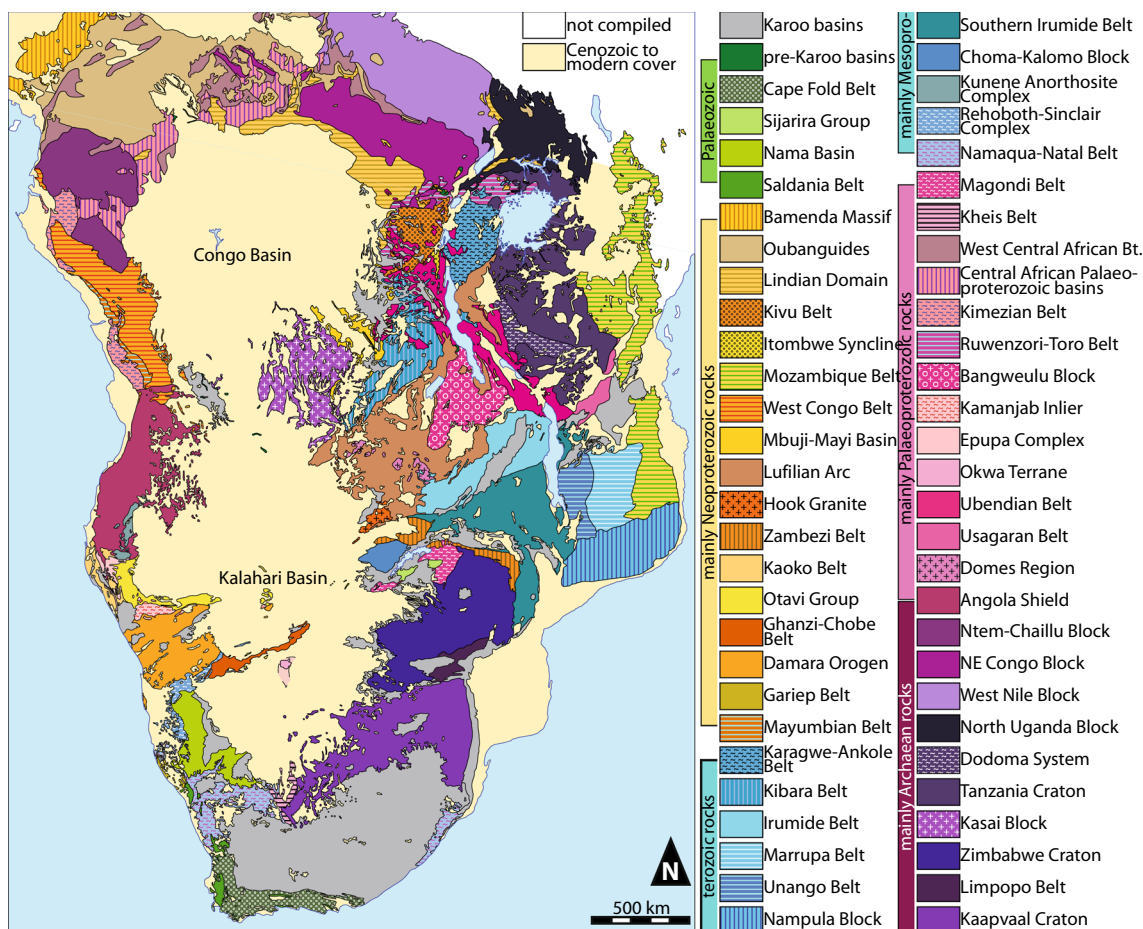 not compiled
Cenozoic to
modern cover
Congo Basin
Kalahari Basin
N
500 km
Karoo basins
pre-Karoo basins
Cape Fold Belt
Sijarira Group
Nama Basin
Saldania Belt
Palaeozoic
Bamenda Massif
Oubanguides
Lindian Domain
Kivu Belt
Itombwe Syncline
Mozambique Belt
West Congo Belt
Mbuji-Mayi Basin
Lufilian Arc
Hook Granite
Zambezi Belt
Kaoko Belt
Otavi Group
Ghanzi-Chobe
Belt
Damara Orogen
Gariep Belt
Mayumbian Belt
mainly Neoproterozoic rocks
Karagwe-Ankole
Belt
Kibara Belt
Irumide Belt
Marrupa Belt
Unango Belt
Nampula Block
terozoic rocks
mainly Mesopro-
Southern Irumide Belt
Choma-Kalomo Block
Kunene Anorthosite
Complex
Rehoboth-Sinclair
Complex
Namaqua-Natal Belt
Magondi Belt
Kheis Belt
West Central African Bt.
Central African Palaeo-
proterozoic basins
Kimezian Belt
Ruwenzori-Toro Belt
Bangweulu Block
Kamanjab Inlier
Epupa Complex
Okwa Terrane
Ubendian Belt
Usagaran Belt
Domes Region
mainly Palaeoproterozoic rocks
Angola Shield
Ntem-Chaillu Block
NE Congo Block
West Nile Block
North Uganda Block
Dodoma System
Tanzania Craton
Kasai Block
Zimbabwe Craton
Limpopo Belt
Kaapvaal Craton
mainly Archaean rocks